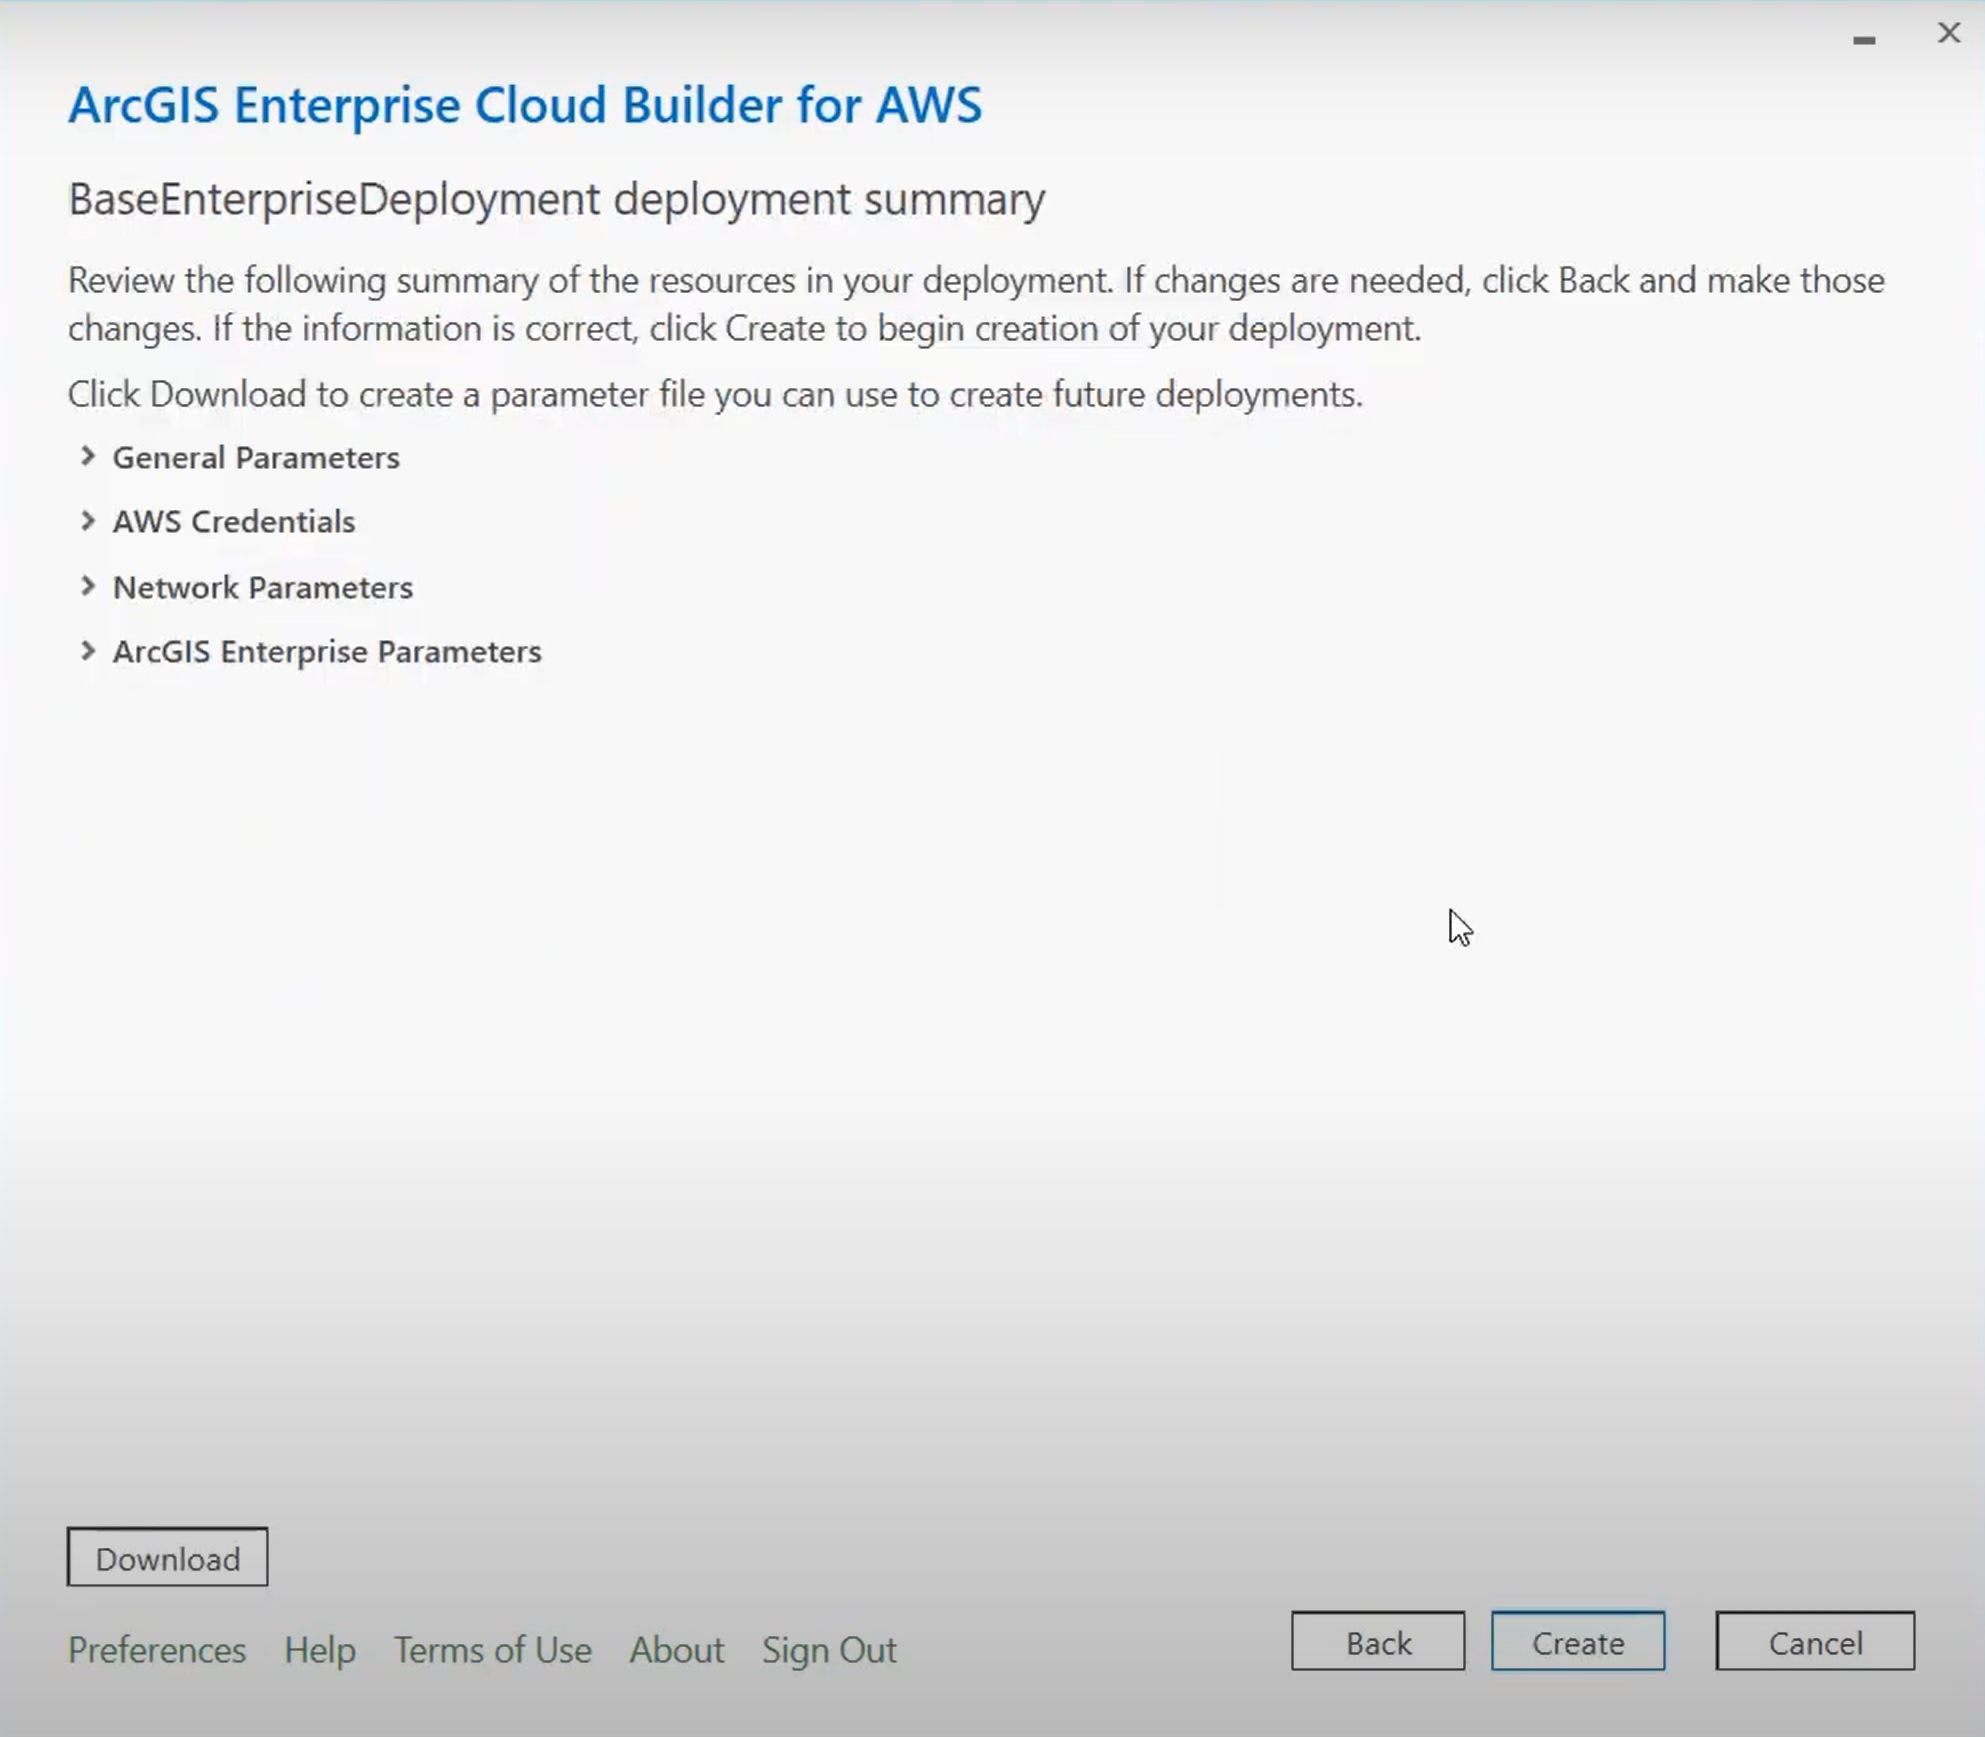 ArcGIS Enterprise Cloud Builder for AWS
BaseEnterpriseDeployment deployment summary
Review the following summary of the resources in your deployment. If changes are needed, click Back and make those
changes. If the information is correct, click Create to begin creation of your deployment.
Click Download to create a parameter file you can use to create future deployments.
General Parameters
AWS Credentials
Network Parameters
ArcGIS Enterprise Parameters
Download
Preferences Help Terms of Use About Sign Out Back Create Cancel